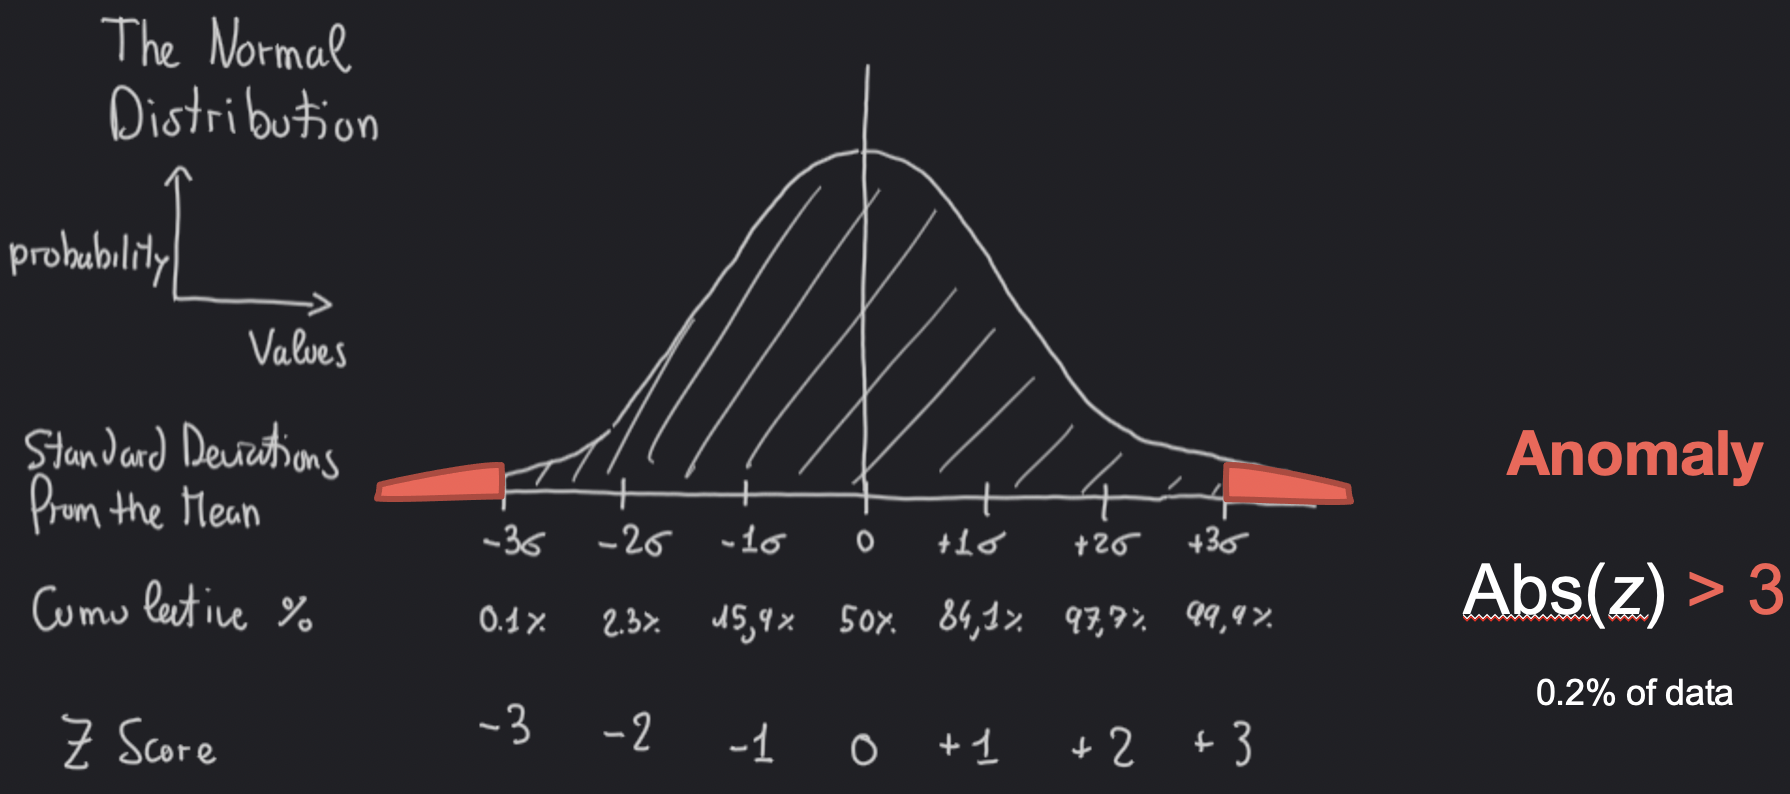 The Normal
Distribution
probability
Values
Standard Deviations
From the Mean
-3σ -2σ -1σ 0 +1σ +2σ +3σ
Cumulative % 0.1% 2.3% 15,9% 50% 84,1% 97,7% 99,9%
Z Score -3 -2 -1 0 +1 +2 +3
Anomaly
Abs(z) > 3
0.2% of data